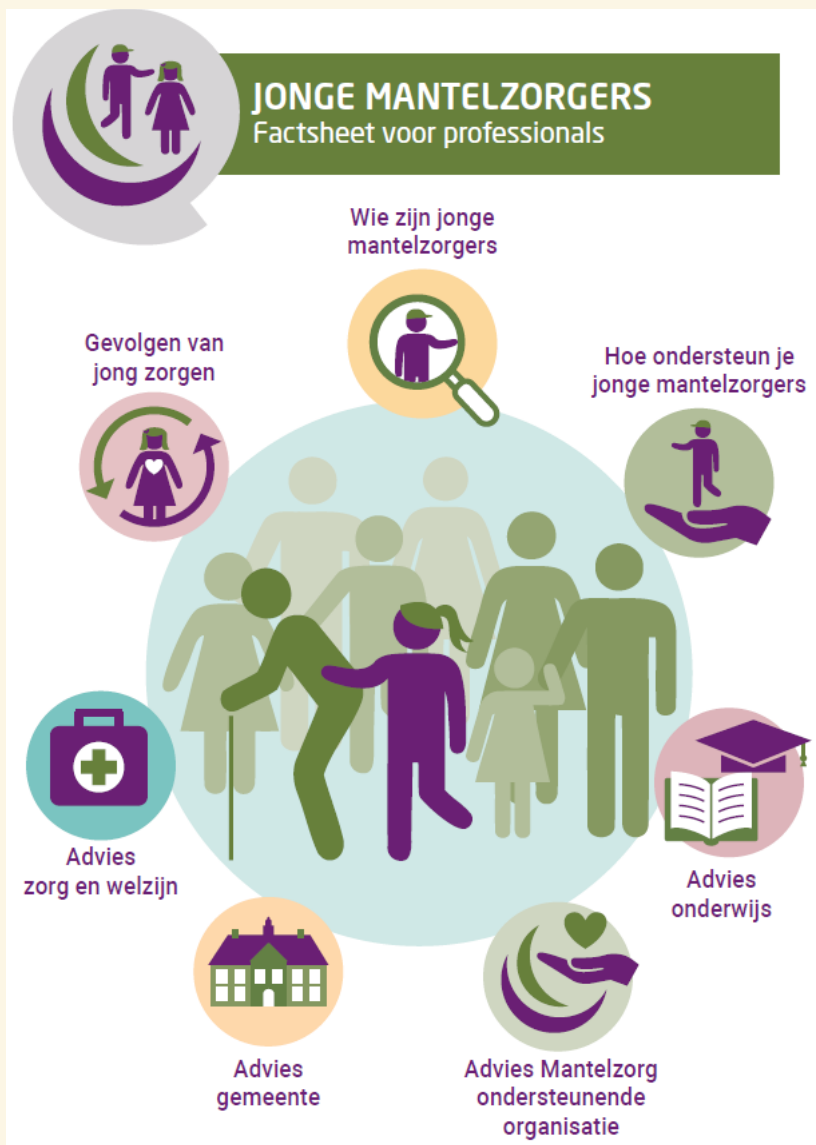 JONGE MANTELZORGERS
Factsheet voor professionals
Wie zijn jonge
mantelzorgers
Gevolgen van
jong zorgen
Hoe ondersteun je
jonge mantelzorgers
Advies
zorg en welzijn
Advies
onderwijs
Advies
gemeente
Advies Mantelzorg
ondersteunende
organisatie